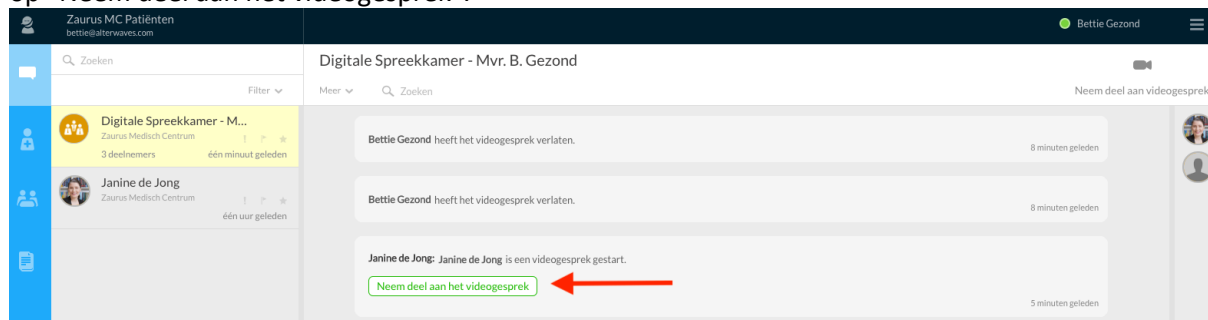 op "Neem deel aan het videogesprek".
Zaurus MC Patiënten
bettie@alterwaves.com
Bettie Gezond
Zoeken
Filter
Digitale Spreekkamer - Mvr. B. Gezond
Meer
Zoeken
Neem deel aan videogesprek
Digitale Spreekkamer - M...
Zaurus Medisch Centrum
3 deelnemers
één minuut geleden
Janine de Jong
Zaurus Medisch Centrum
één uur geleden
Bettie Gezond heeft het videogesprek verlaten.
8 minuten geleden
Bettie Gezond heeft het videogesprek verlaten.
8 minuten geleden
Janine de Jong: Janine de Jong is een videogesprek gestart.
Neem deel aan het videogesprek
5 minuten geleden